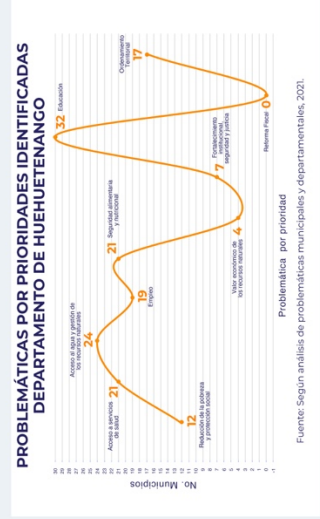 PROBLEMÁTICAS POR PRIORIDADES IDENTIFICADAS
DEPARTAMENTO DE HUEHUETENANGO
No. Municipios
30
28
27
26
25
24
23
22
21
20
19
18
17
16
15
14
13
12
11
10
9
8
7
6
5
4
3
2
1
0
-1
12
Reducción de la pobreza
y protección social
Acceso a servicios
de salud
21
Acceso al agua y gestión de
los recursos naturales
24
19
Empleo
21
Seguridad alimentaria
y nutricional
Valor económico de
los recursos naturales
4
7
Fortalecimiento
institucional,
seguridad y justicia
32
Educación
0
Reforma Fiscal
Ordenamiento
Territorial
17
Problemática por prioridad
Fuente: Según análisis de problemáticas municipales y departamentales, 2021.